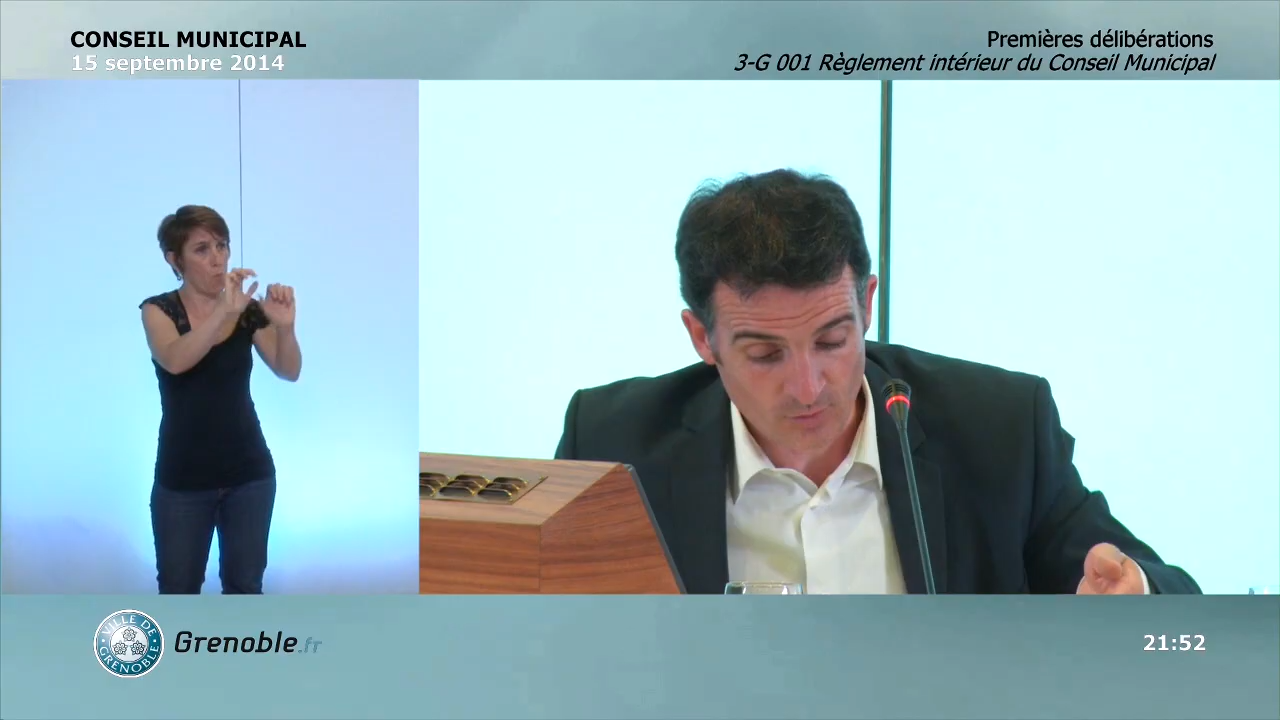 CONSEIL MUNICIPAL
15 septembre 2014
Premières délibérations
3-G 001 Règlement intérieur du Conseil Municipal
VILLE DE
GRENOBLE
Grenoble.fr
21:52